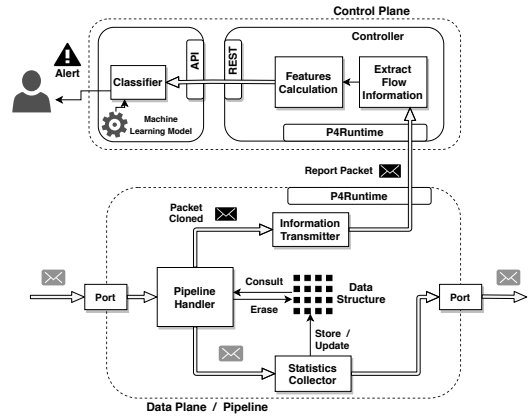 Control Plane
Controller
Alert
API
REST
Classifier
Features
Calculation
Extract
Flow
Information
Machine
Learning Model
P4Runtime
Report Packet
P4Runtime
Packet
Cloned
Information
Transmitter
Port
Pipeline
Handler
Consult
Erase
Data
Structure
Port
Store /
Update
Statistics
Collector
Data Plane / Pipeline